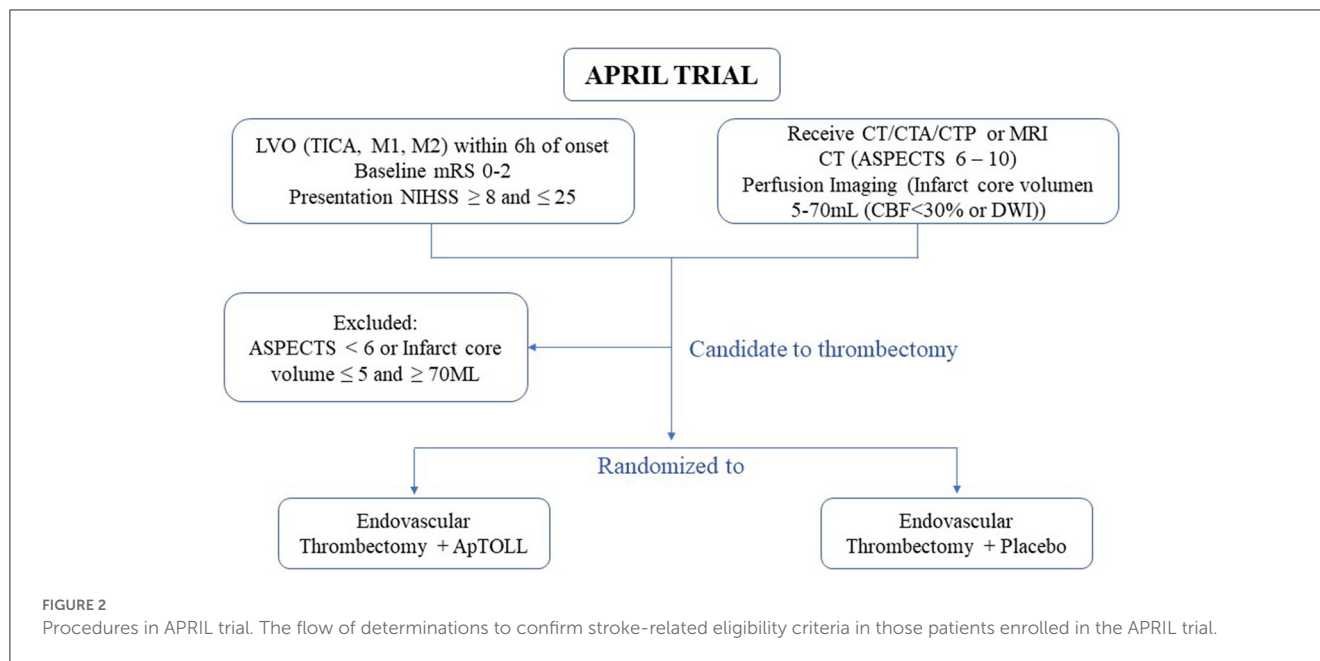 APRIL TRIAL
LVO (TICA, M1, M2) within 6h of onset
Baseline mRS 0-2
Presentation NIHSS ≥ 8 and ≤ 25
Receive CT/CTA/CTP or MRI
CT (ASPECTS 6 – 10)
Perfusion Imaging (Infarct core volumen
5-70mL (CBF<30% or DWI))
Excluded:
ASPECTS < 6 or Infarct core
volume ≤ 5 and ≥ 70ML
Candidate to thrombectomy
Randomized to
Endovascular
Thrombectomy + ApTOLL
Endovascular
Thrombectomy + Placebo
FIGURE 2
Procedures in APRIL trial. The flow of determinations to confirm stroke-related eligibility criteria in those patients enrolled in the APRIL trial.